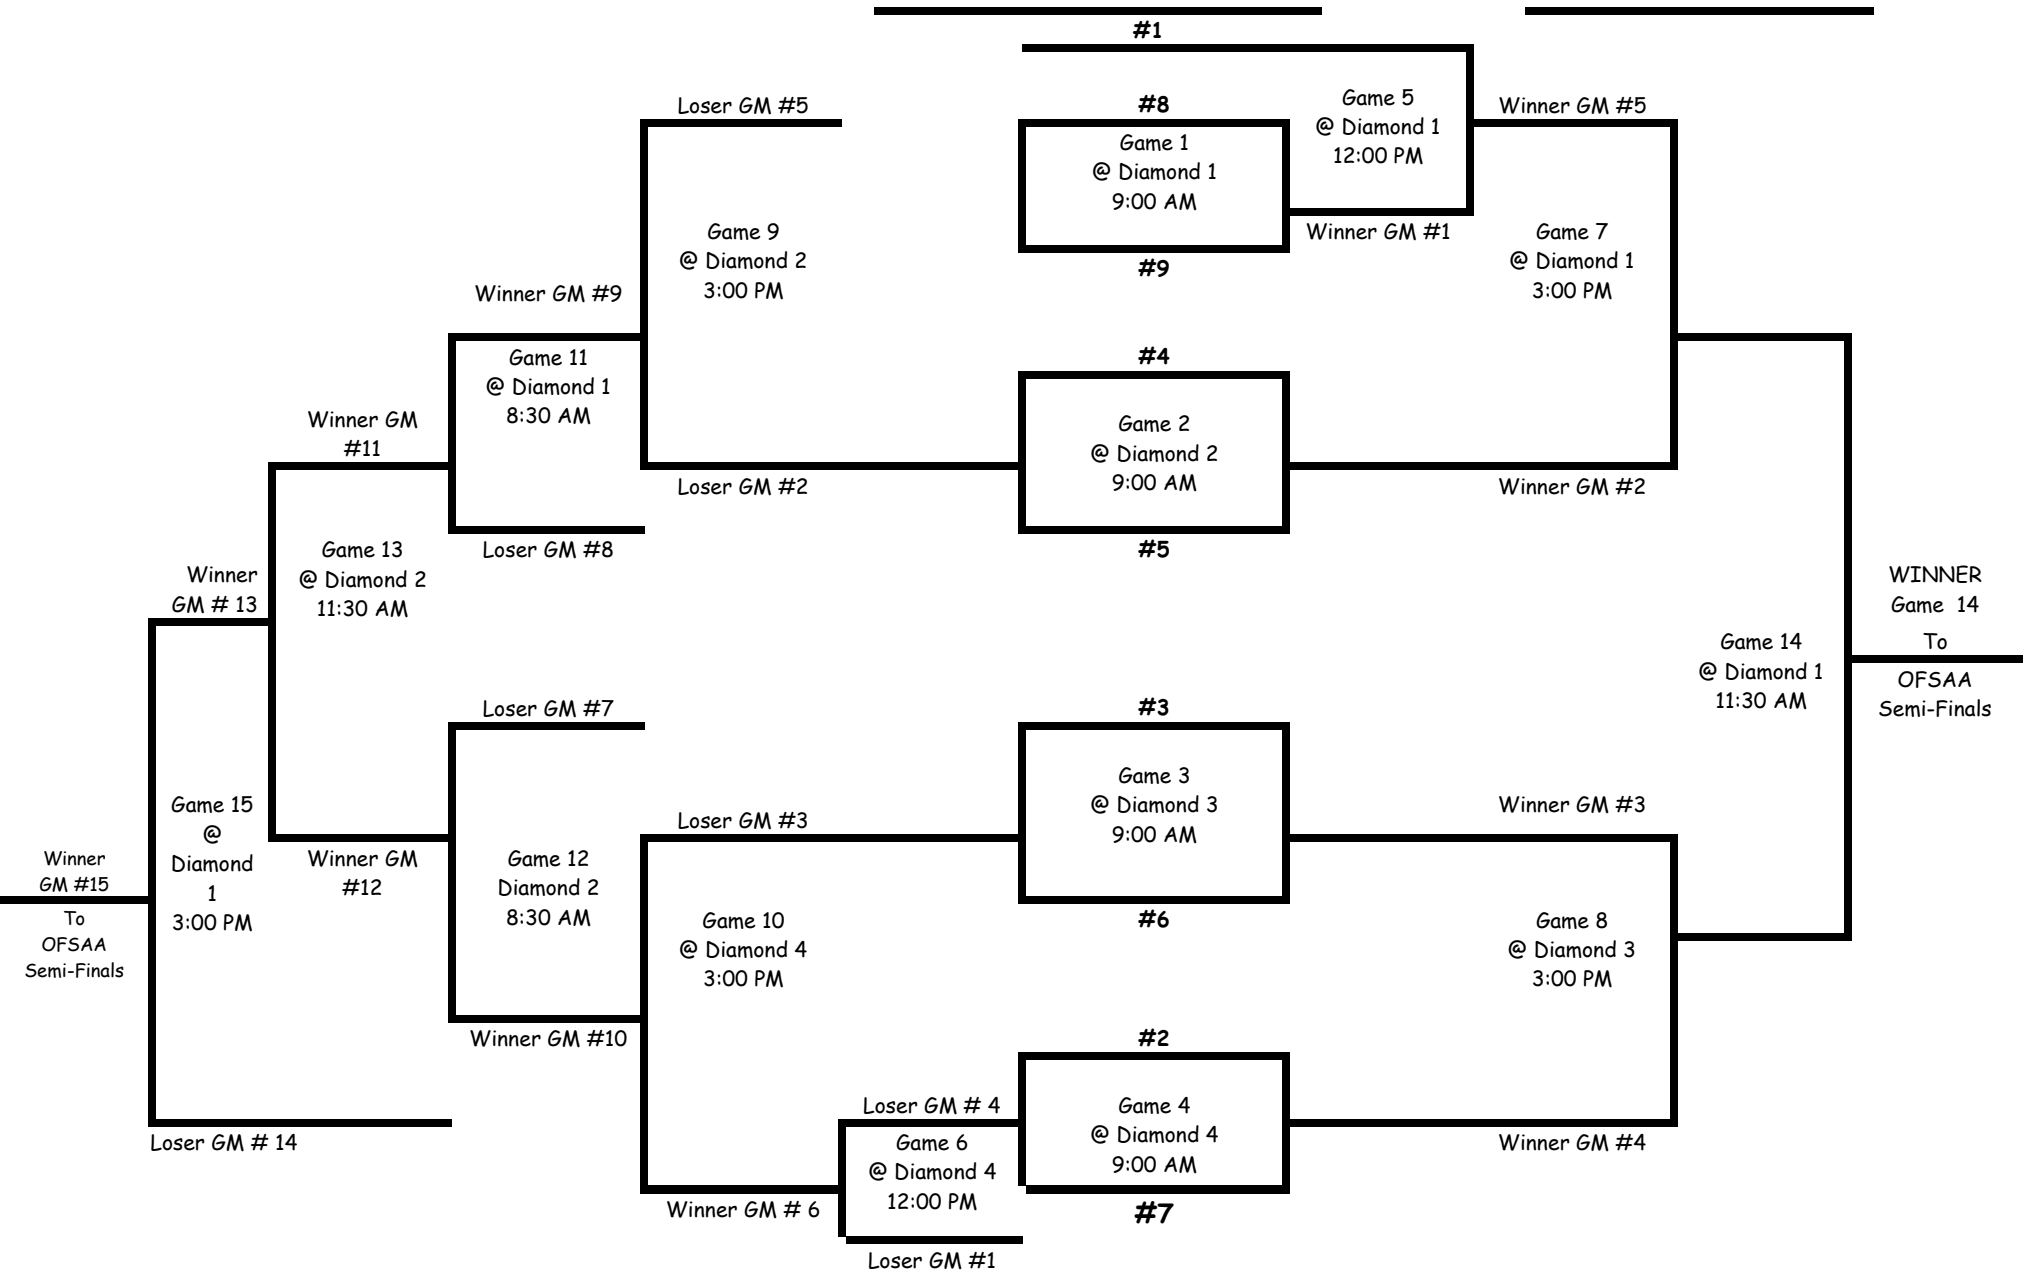 #1
Loser GM #5
#8
Game 5
@ Diamond 1
12:00 PM
Winner GM #5
Game 1
@ Diamond 1
9:00 AM
Winner GM #1
#9
Game 9
@ Diamond 2
3:00 PM
Game 7
@ Diamond 1
3:00 PM
Winner GM #9
Game 11
@ Diamond 1
8:30 AM
#4
Game 2
@ Diamond 2
9:00 AM
Winner GM
#11
Loser GM #2
Winner GM #2
Loser GM #8
#5
Game 13
@ Diamond 2
11:30 AM
Winner
GM # 13
WINNER
Game 14
To
OFSAA
Semi-Finals
Game 14
@ Diamond 1
11:30 AM
Loser GM #7
#3
Game 3
@ Diamond 3
9:00 AM
Game 15
@
Diamond
1
3:00 PM
Loser GM #3
Winner GM #3
Winner GM
#12
Game 12
Diamond 2
8:30 AM
Winner
GM #15
To
OFSAA
Semi-Finals
Game 10
@ Diamond 4
3:00 PM
#6
Game 8
@ Diamond 3
3:00 PM
Winner GM #10
#2
Loser GM # 4
Game 4
@ Diamond 4
9:00 AM
Loser GM # 14
Game 6
@ Diamond 4
12:00 PM
Winner GM #4
Winner GM # 6
#7
Loser GM #1